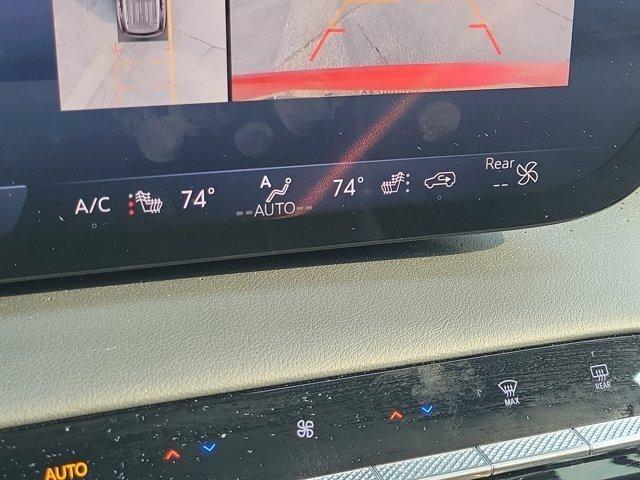 A/C
74°
A
AUTO
74°
Rear
--
MAX
REAR
AUTO